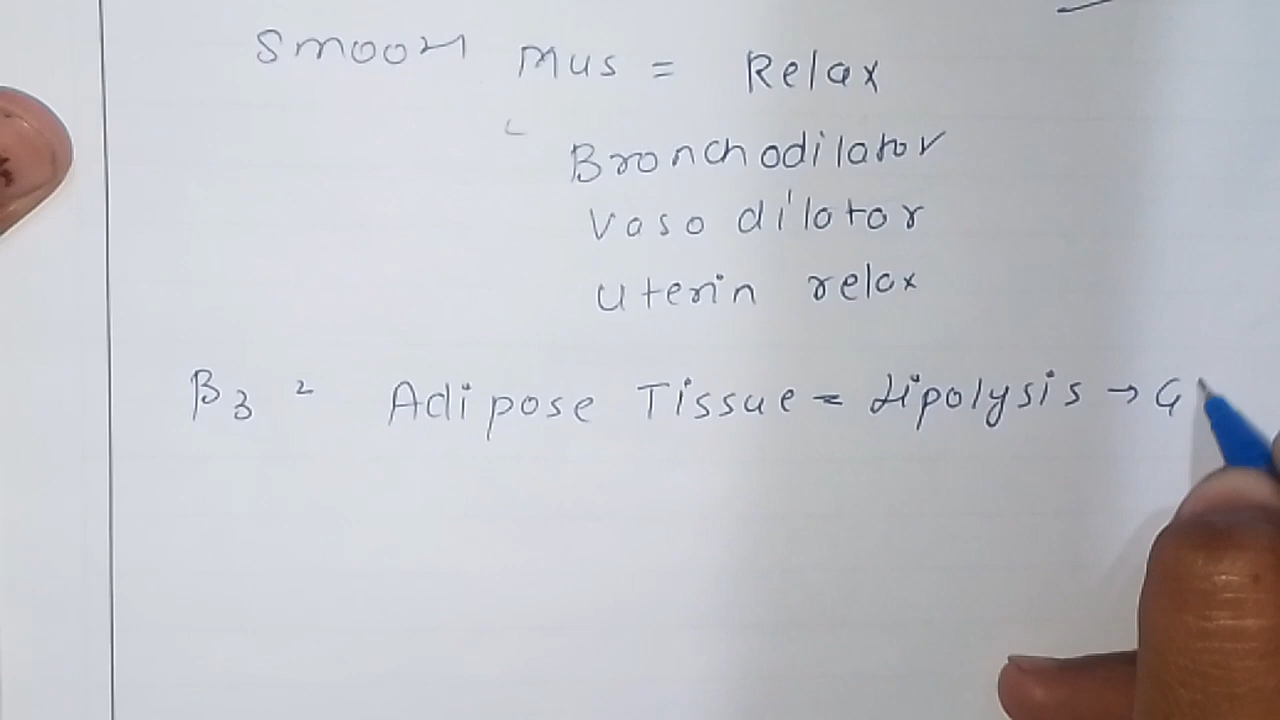 Smooth Mus = Relax
Bronchodilator
Vaso dilator
Uterin relax
β3 = Adipose Tissue = Lipolysis → G